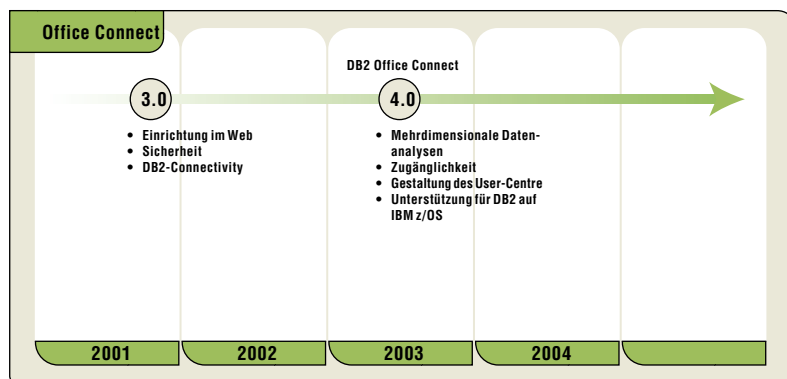 Office Connect
DB2 Office Connect
3.0
4.0
• Einrichtung im Web
• Sicherheit
• DB2-Connectivity
• Mehrdimensionale Daten-
analysen
• Zugänglichkeit
• Gestaltung des User-Centre
• Unterstützung für DB2 auf
IBM z/OS
2001
2002
2003
2004